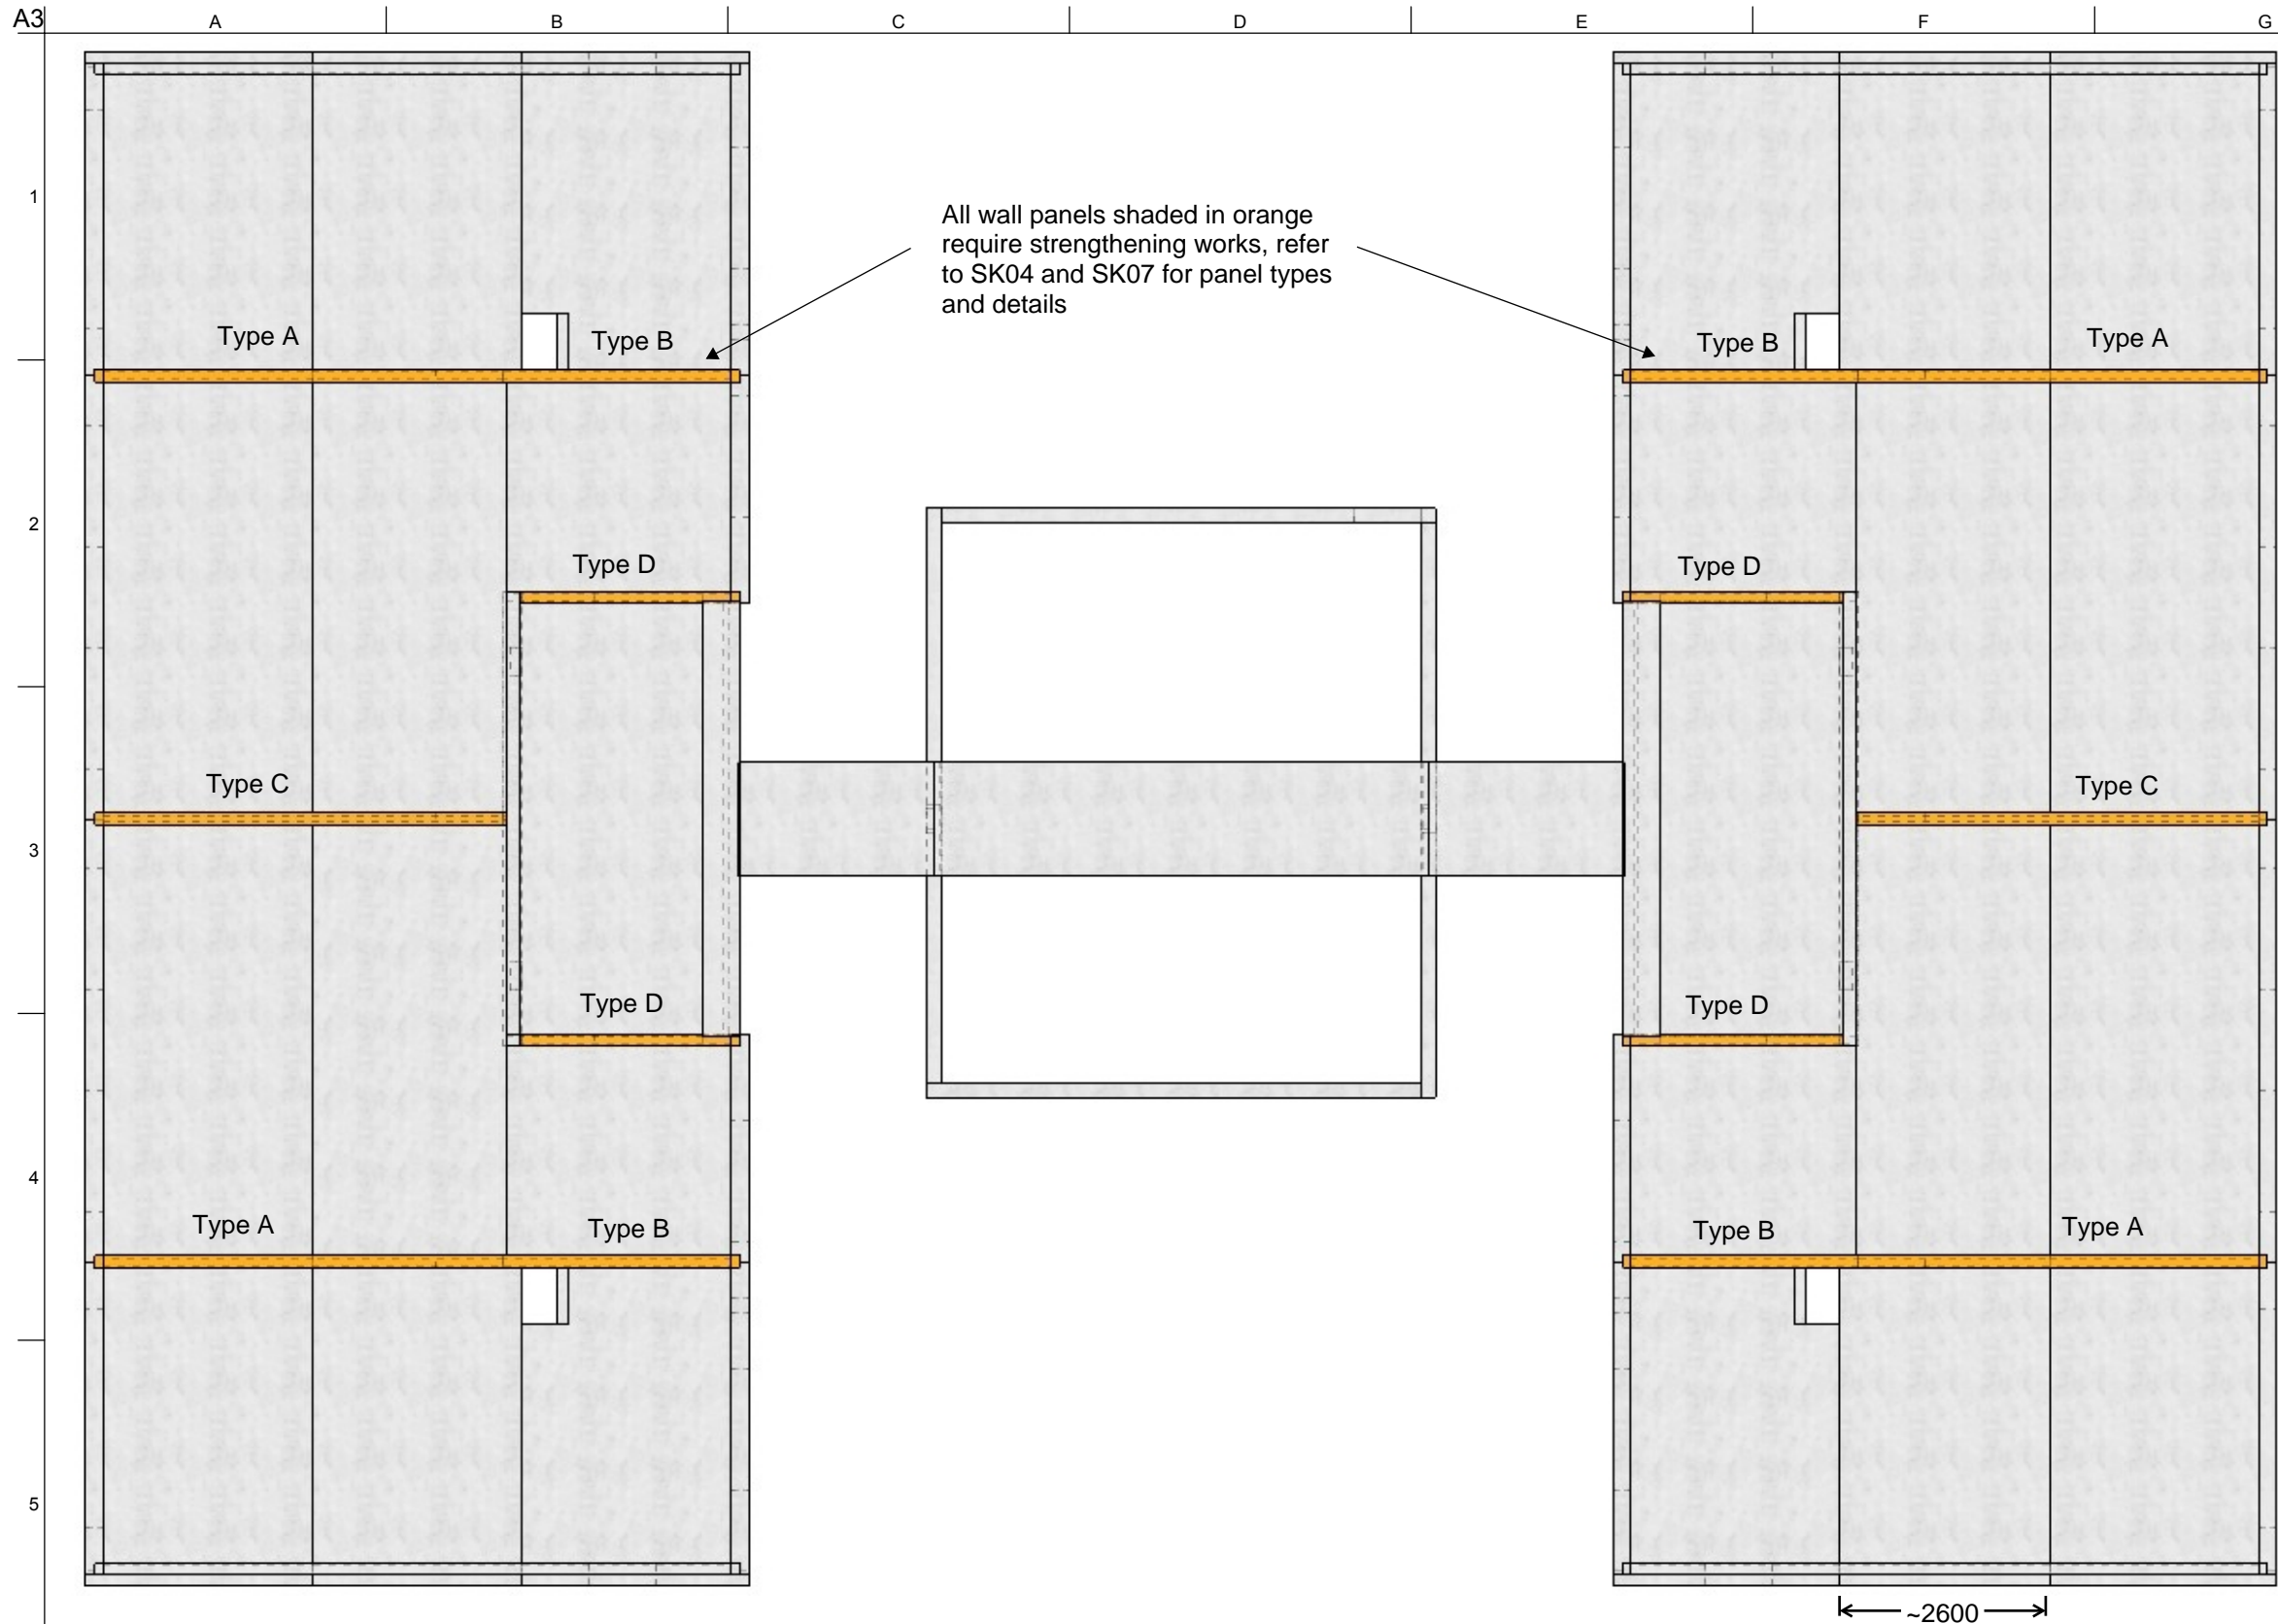 A3
A B C D E F G
1
All wall panels shaded in orange
require strengthening works, refer
to SK04 and SK07 for panel types
and details
Type A Type B Type B Type A
2
Type D Type D
Type C Type C
3
Type D Type D
4
Type A Type B Type B Type A
5
~2600